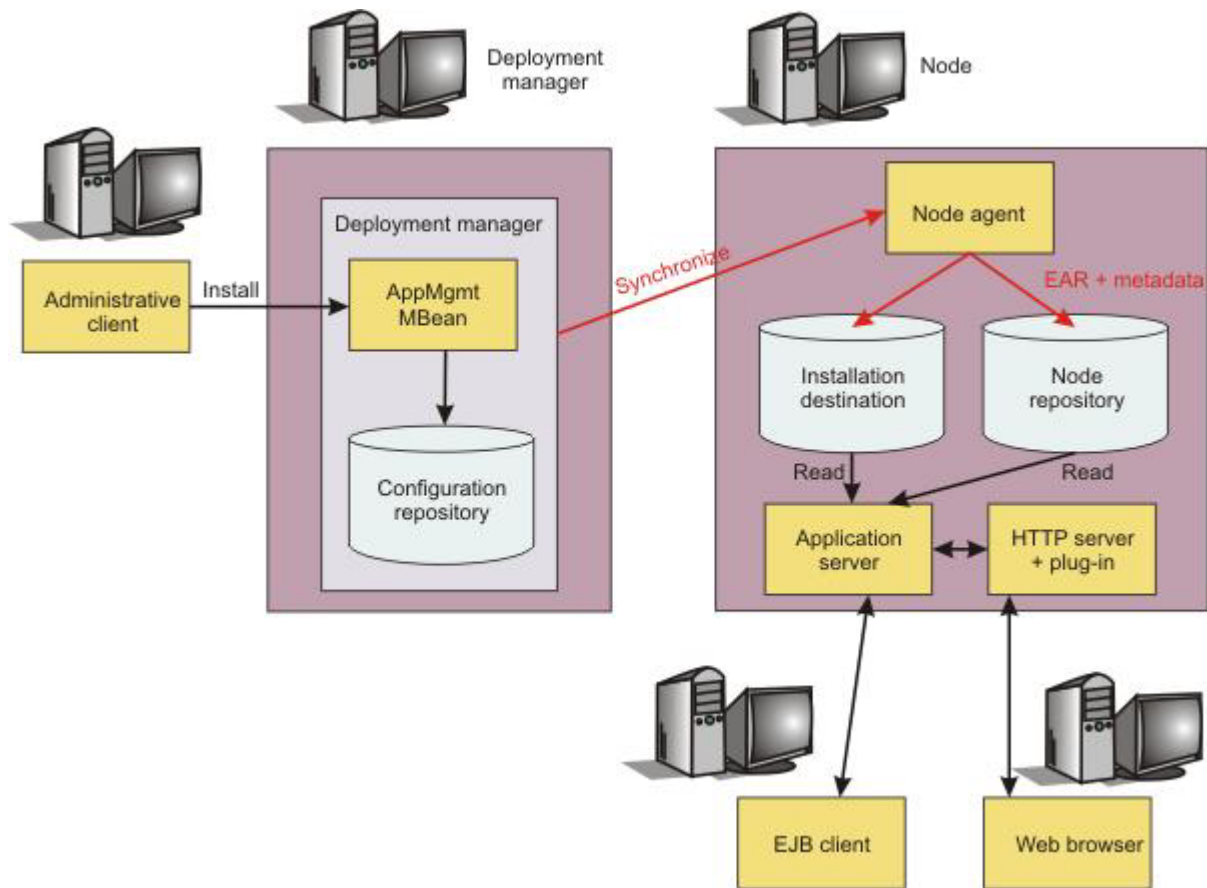 Deployment
manager
Node
Deployment manager
Node agent
Administrative
client
Install
AppMgmt
MBean
Synchronize
EAR + metadata
Configuration
repository
Installation
destination
Node
repository
Read
Read
Application
server
HTTP server
+ plug-in
EJB client
Web browser